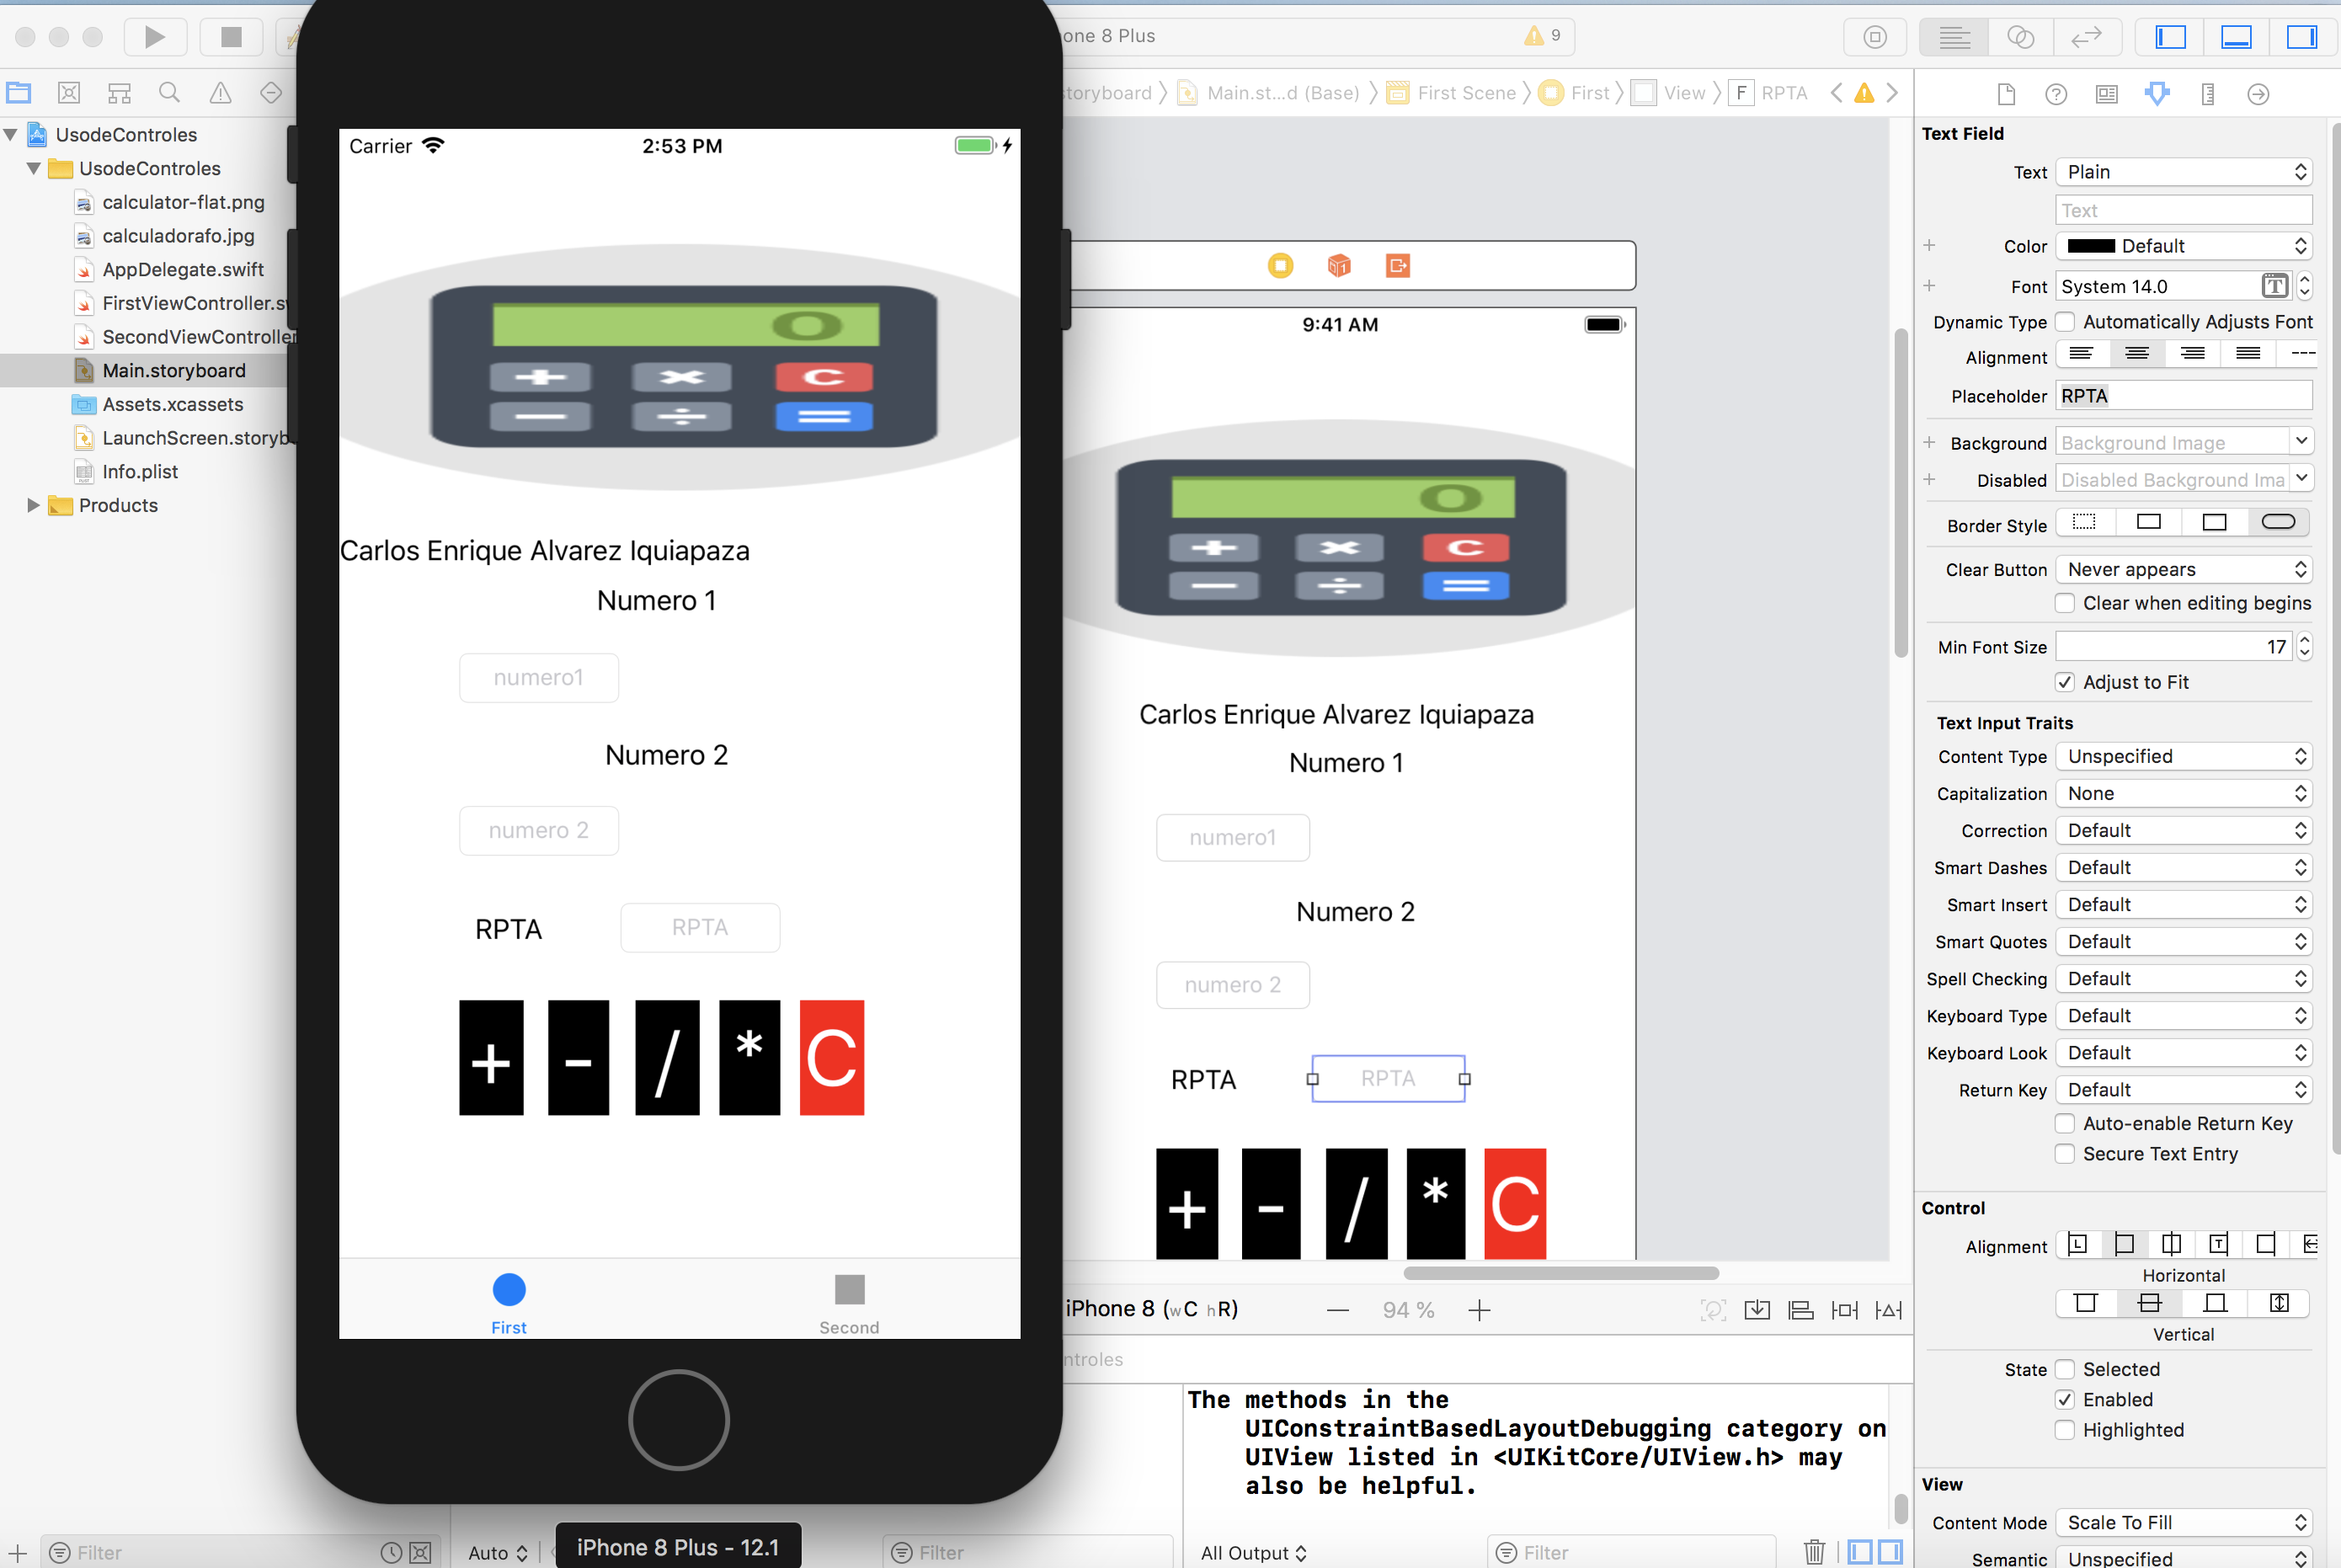 one 8 Plus
9
toryboard
Main.st...d (Base)
First Scene
First
View
F
RPTA
UsodeControles
UsodeControles
calculator-flat.png
calculadorafo.jpg
AppDelegate.swift
FirstViewController.sw
SecondViewController
Main.storyboard
Assets.xcassets
LaunchScreen.storyb
Info.plist
Products
Filter
Carrier
2:53 PM
0
+
×
C
−
÷
=
Carlos Enrique Alvarez Iquiapaza
Numero 1
numero1
Numero 2
numero 2
RPTA
RPTA
+ - / * C
First
Second
iPhone 8 Plus - 12.1
9:41 AM
0
+
×
C
−
÷
=
Carlos Enrique Alvarez Iquiapaza
Numero 1
numero1
Numero 2
numero 2
RPTA
RPTA
+ - / * C
iPhone 8 (wC hR)
94 %
ntroles
The methods in the
UIConstraintBasedLayoutDebugging category on
UIView listed in <UIKitCore/UIView.h> may
also be helpful.
Auto
Filter
All Output
Filter
Text Field
Text Plain
Text
Color Default
Font System 14.0
T
Dynamic Type Automatically Adjusts Font
Alignment
Placeholder RPTA
Background Background Image
Disabled Disabled Background Ima
Border Style
Clear Button Never appears
Clear when editing begins
Min Font Size 17
Adjust to Fit
Text Input Traits
Content Type Unspecified
Capitalization None
Correction Default
Smart Dashes Default
Smart Insert Default
Smart Quotes Default
Spell Checking Default
Keyboard Type Default
Keyboard Look Default
Return Key Default
Auto-enable Return Key
Secure Text Entry
Control
Alignment
Horizontal
Vertical
State Selected
Enabled
Highlighted
View
Content Mode Scale To Fill
Semantic Unspecified